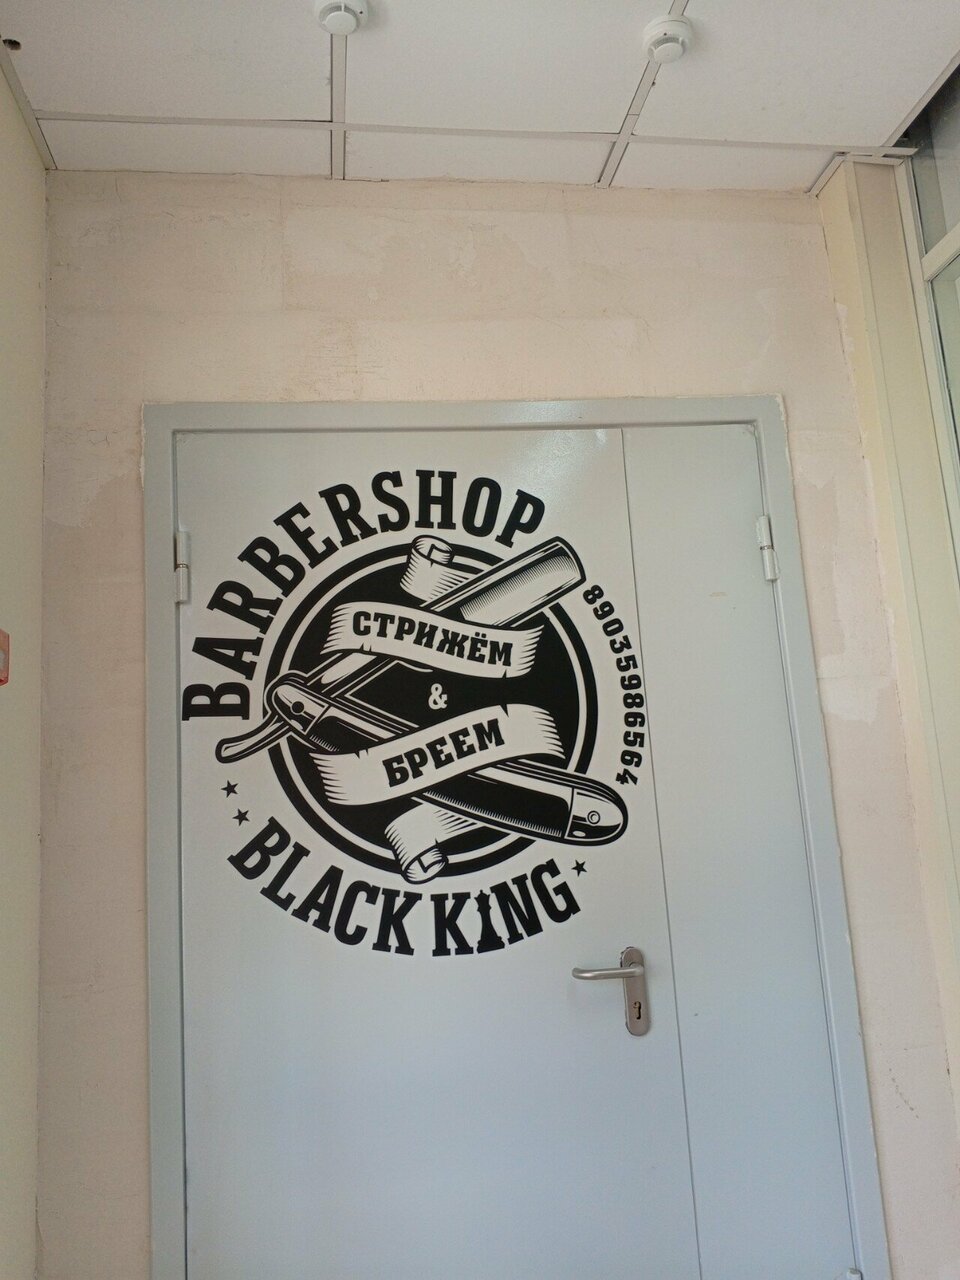 BARBERSHOP
СТРИЖЁМ
&
БРЕЕМ
89035986564
BLACK KING